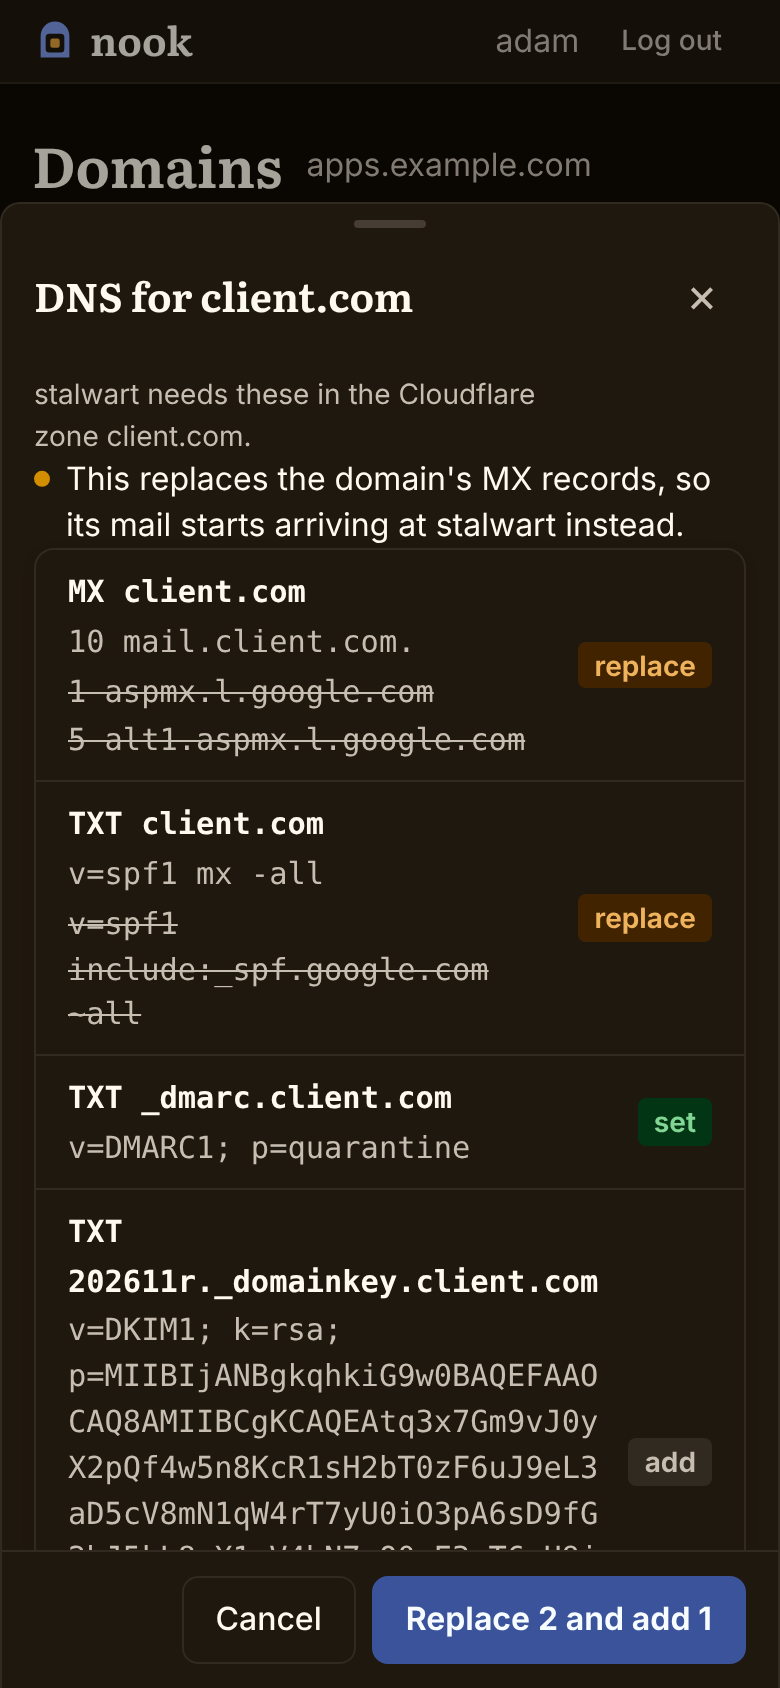 nook
adam
Log out
Domains apps.example.com
DNS for client.com
stalwart needs these in the Cloudflare
zone client.com.
This replaces the domain's MX records, so
its mail starts arriving at stalwart instead.
MX client.com
10 mail.client.com.
1 aspmx.l.google.com
5 alt1.aspmx.l.google.com
replace
TXT client.com
v=spf1 mx -all
v=spf1
include:_spf.google.com
~all
replace
TXT _dmarc.client.com
v=DMARC1; p=quarantine
set
TXT
202611r._domainkey.client.com
v=DKIM1; k=rsa;
p=MIIBIjANBgkqhkiG9w0BAQEFAAO
CAQ8AMIIBCgKCAQEAtq3x7Gm9vJ0y
X2pQf4w5n8KcR1sH2bT0zF6uJ9eL3
aD5cV8mN1qW4rT7yU0iO3pA6sD9fG
add
Cancel
Replace 2 and add 1